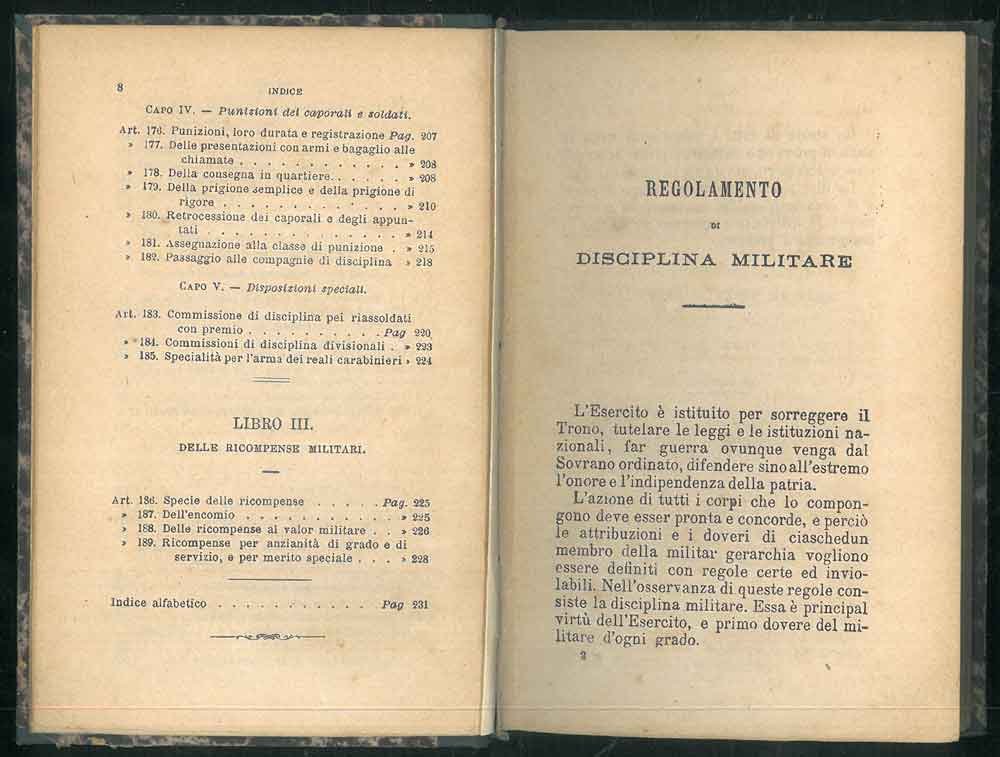 8
INDICE
CAPO IV. — Punizioni dei caporali e soldati.
Art. 176. Punizioni, loro durata e registrazione Pag. 207
» 177. Delle presentazioni con armi e bagaglio alle
chiamate . . . . . . . . . . . . » 208
» 178. Della consegna in quartiere. . . . . . » 208
» 179. Della prigione semplice e della prigione di
rigore . . . . . . . . . . . . . » 210
» 180. Retrocessione dei caporali e degli appun-
tati . . . . . . . . . . . . . . » 214
» 181. Assegnazione alla classe di punizione . » 215
» 182. Passaggio alle compagnie di disciplina » 218
CAPO V. — Disposizioni speciali.
Art. 183. Commissione di disciplina pei riassoldati
con premio . . . . . . . . . . Pag 220
» 184. Commissioni di disciplina divisionali . » 223
» 185. Specialità per l'arma dei reali carabinieri » 224
LIBRO III.
DELLE RICOMPENSE MILITARI.
Art. 186. Specie delle ricompense . . . . . Pag. 225
» 187. Dell'encomio . . . . . . . . . . . » 225
» 188. Delle ricompense al valor militare . . » 226
» 189. Ricompense per anzianità di grado e di
servizio, e per merito speciale . . . » 228
Indice alfabetico . . . . . . . . . . . Pag 231
REGOLAMENTO
DI
DISCIPLINA MILITARE
L'Esercito è istituito per sorreggere il
Trono, tutelare le leggi e le istituzioni na-
zionali, far guerra ovunque venga dal
Sovrano ordinato, difendere sino all'estremo
l'onore e l'indipendenza della patria.
L'azione di tutti i corpi che lo compon-
gono deve esser pronta e concorde, e perciò
le attribuzioni e i doveri di ciaschedun
membro della militar gerarchia vogliono
essere definiti con regole certe ed invio-
labili. Nell'osservanza di queste regole con-
siste la disciplina militare. Essa è principal
virtù dell'Esercito, e primo dovere del mi-
litare d'ogni grado.
2